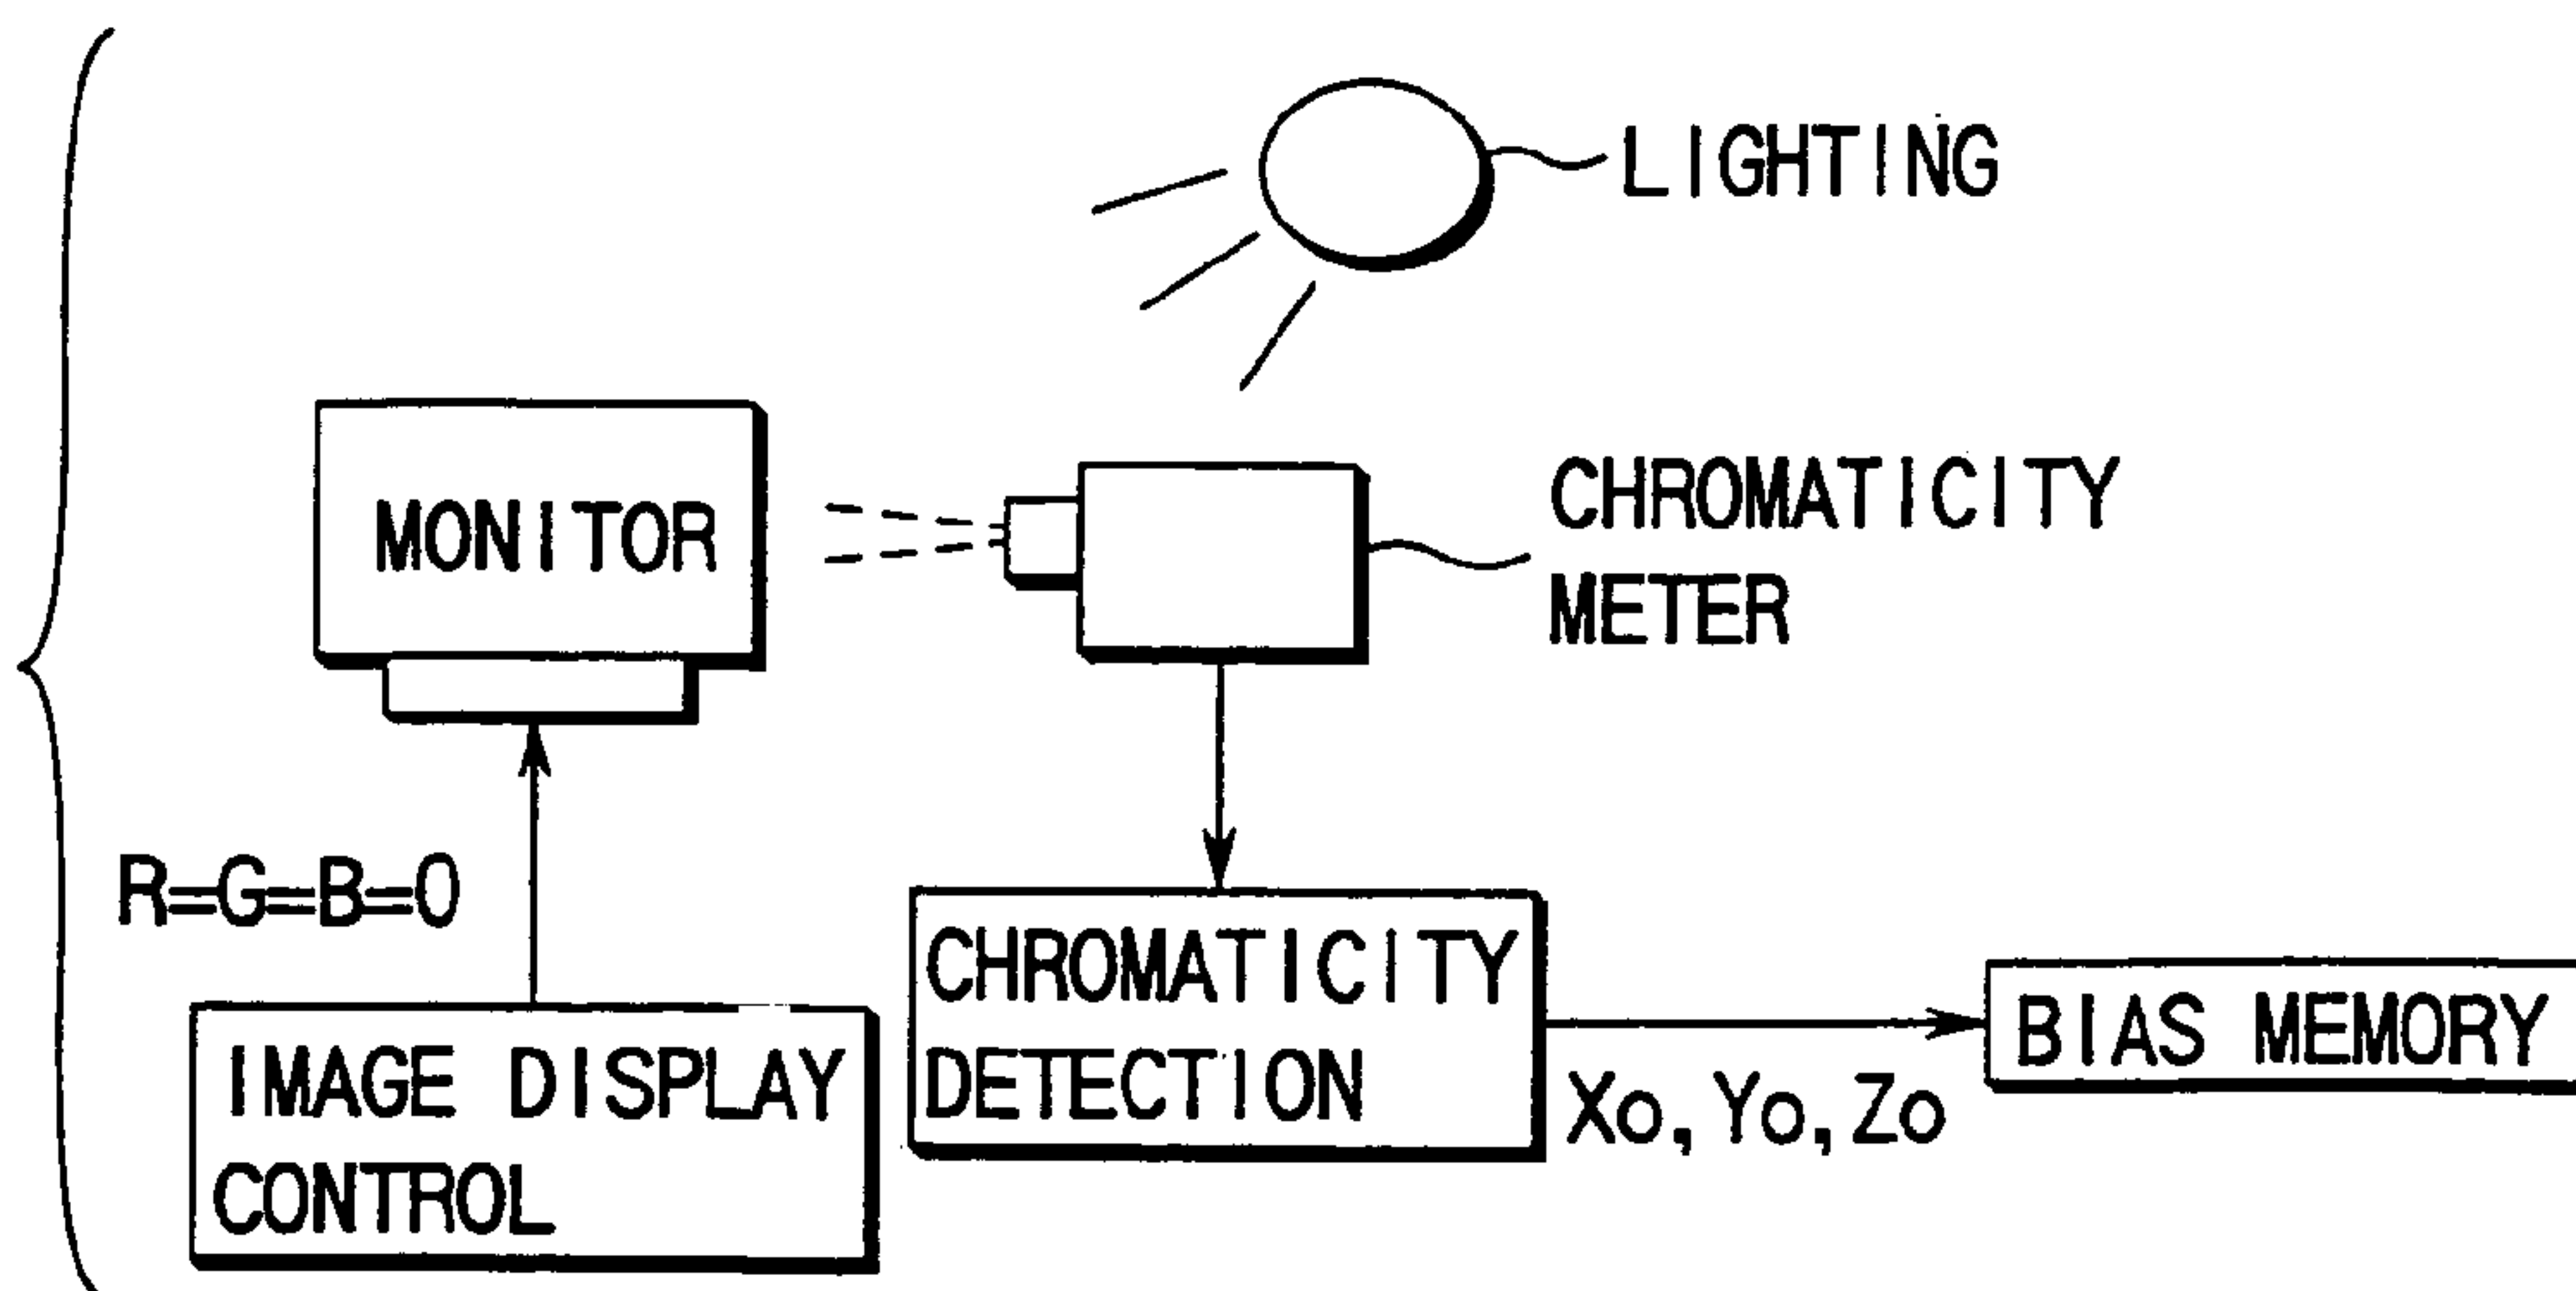 LIGHTING
MONITOR
CHROMATICITY
METER
R=G=B=0
IMAGE DISPLAY
CONTROL
CHROMATICITY
DETECTION
Xo, Yo, Zo
BIAS MEMORY